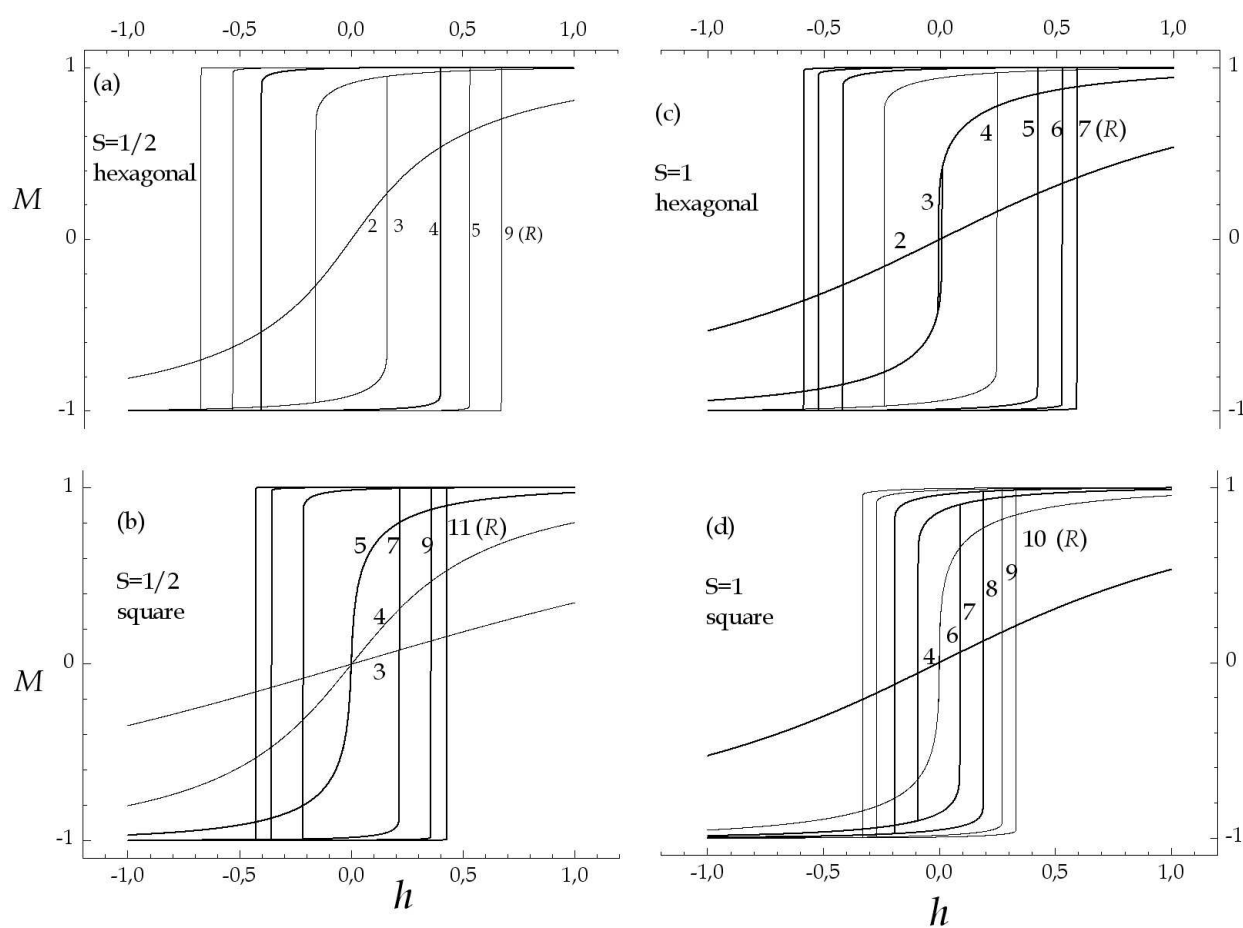 -1,0 -0,5 0,0 0,5 1,0
-1,0 -0,5 0,0 0,5 1,0
(a)
S=1/2
hexagonal
M
1
0
-1
2 3 4 5 9 (R)
(c)
S=1
hexagonal
2
3
4 5 6 7 (R)
1
0
-1
(b)
S=1/2
square
M
1
0
-1
5 7 9 11 (R)
4
3
-1,0 -0,5 0,0 0,5 1,0
h
(d)
S=1
square
4 6 7 8 9
10 (R)
1
0
-1
-1,0 -0,5 0,0 0,5 1,0
h